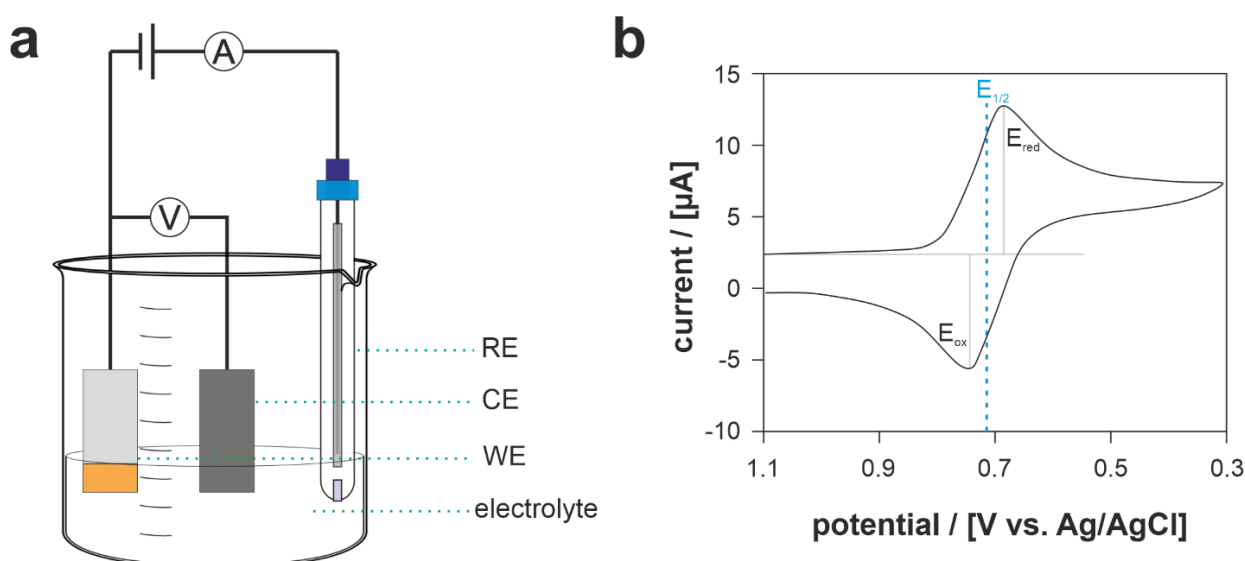 a
A
V
RE
CE
WE
electrolyte
b
current / [µA]
15
10
5
0
-5
-10
E1/2
Ered
Eox
1.1 0.9 0.7 0.5 0.3
potential / [V vs. Ag/AgCl]